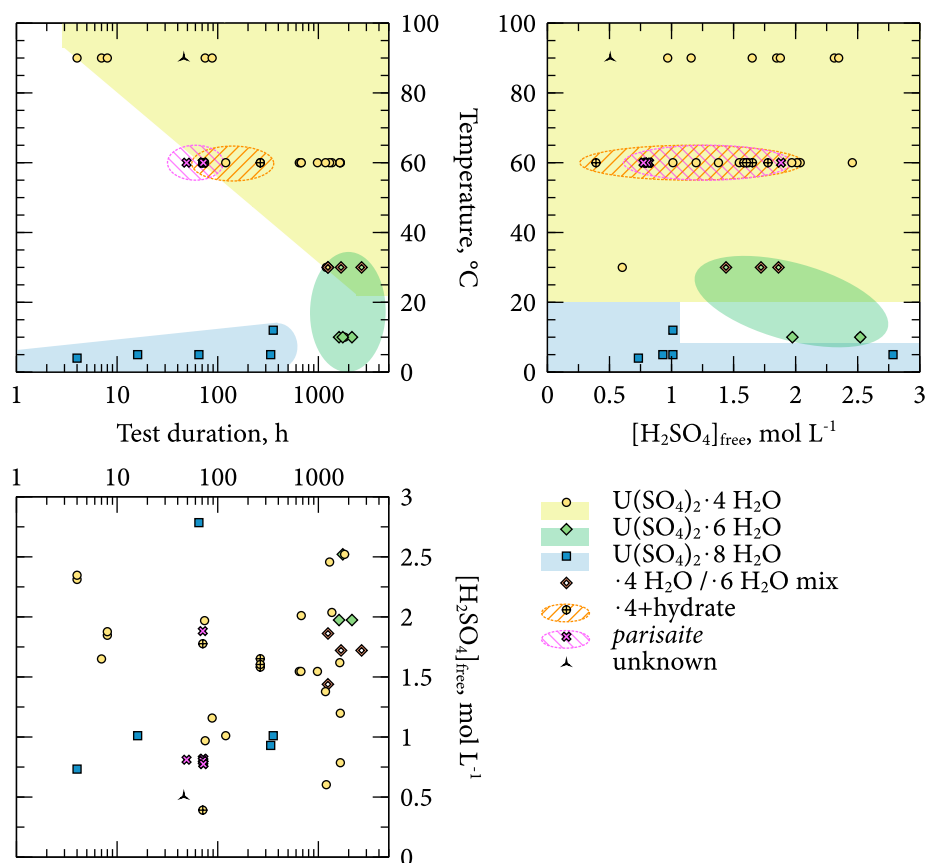 100
80
60
40
20
0
Temperature, °C
1 10 100 1000
Test duration, h
100
80
60
40
20
0
0 0.5 1 1.5 2 2.5 3
[H₂SO₄]free, mol L⁻¹
1 10 100 1000
3
2.5
2
1.5
1
0.5
0
[H₂SO₄]free, mol L⁻¹
U(SO₄)₂·4 H₂O
U(SO₄)₂·6 H₂O
U(SO₄)₂·8 H₂O
·4 H₂O / ·6 H₂O mix
·4+hydrate
parisaite
unknown